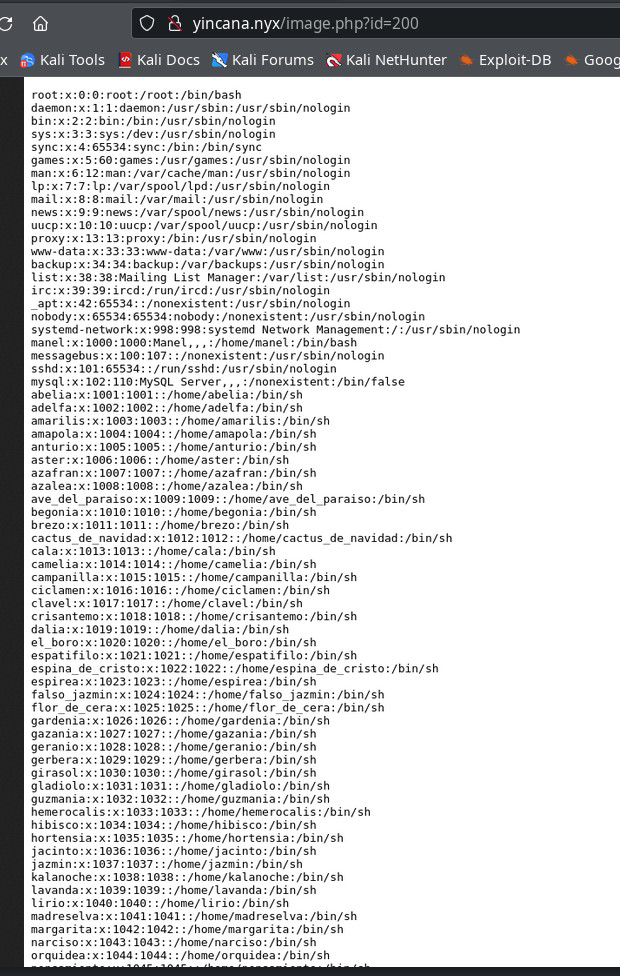 yincana.nyx/image.php?id=200
x Kali Tools Kali Docs Kali Forums Kali NetHunter Exploit-DB Goog
root:x:0:0:root:/root:/bin/bash
daemon:x:1:1:daemon:/usr/sbin:/usr/sbin/nologin
bin:x:2:2:bin:/bin:/usr/sbin/nologin
sys:x:3:3:sys:/dev:/usr/sbin/nologin
sync:x:4:65534:sync:/bin:/bin/sync
games:x:5:60:games:/usr/games:/usr/sbin/nologin
man:x:6:12:man:/var/cache/man:/usr/sbin/nologin
lp:x:7:7:lp:/var/spool/lpd:/usr/sbin/nologin
mail:x:8:8:mail:/var/mail:/usr/sbin/nologin
news:x:9:9:news:/var/spool/news:/usr/sbin/nologin
uucp:x:10:10:uucp:/var/spool/uucp:/usr/sbin/nologin
proxy:x:13:13:proxy:/bin:/usr/sbin/nologin
www-data:x:33:33:www-data:/var/www:/usr/sbin/nologin
backup:x:34:34:backup:/var/backups:/usr/sbin/nologin
list:x:38:38:Mailing List Manager:/var/list:/usr/sbin/nologin
irc:x:39:39:ircd:/run/ircd:/usr/sbin/nologin
_apt:x:42:65534::/nonexistent:/usr/sbin/nologin
nobody:x:65534:65534:nobody:/nonexistent:/usr/sbin/nologin
systemd-network:x:998:998:systemd Network Management:/:/usr/sbin/nologin
manel:x:1000:1000:Manel,,,:/home/manel:/bin/bash
messagebus:x:100:107::/nonexistent:/usr/sbin/nologin
sshd:x:101:65534::/run/sshd:/usr/sbin/nologin
mysql:x:102:110:MySQL Server,,,:/nonexistent:/bin/false
abelia:x:1001:1001::/home/abelia:/bin/sh
adelfa:x:1002:1002::/home/adelfa:/bin/sh
amarilis:x:1003:1003::/home/amarilis:/bin/sh
amapola:x:1004:1004::/home/amapola:/bin/sh
anturio:x:1005:1005::/home/anturio:/bin/sh
aster:x:1006:1006::/home/aster:/bin/sh
azafran:x:1007:1007::/home/azafran:/bin/sh
azalea:x:1008:1008::/home/azalea:/bin/sh
ave_del_paraiso:x:1009:1009::/home/ave_del_paraiso:/bin/sh
begonia:x:1010:1010::/home/begonia:/bin/sh
brezo:x:1011:1011::/home/brezo:/bin/sh
cactus_de_navidad:x:1012:1012::/home/cactus_de_navidad:/bin/sh
cala:x:1013:1013::/home/cala:/bin/sh
camelia:x:1014:1014::/home/camelia:/bin/sh
campanilla:x:1015:1015::/home/campanilla:/bin/sh
ciclamen:x:1016:1016::/home/ciclamen:/bin/sh
clavel:x:1017:1017::/home/clavel:/bin/sh
crisantemo:x:1018:1018::/home/crisantemo:/bin/sh
dalia:x:1019:1019::/home/dalia:/bin/sh
el_boro:x:1020:1020::/home/el_boro:/bin/sh
espatifilo:x:1021:1021::/home/espatifilo:/bin/sh
espina_de_cristo:x:1022:1022::/home/espina_de_cristo:/bin/sh
espirea:x:1023:1023::/home/espirea:/bin/sh
falso_jazmin:x:1024:1024::/home/falso_jazmin:/bin/sh
flor_de_cera:x:1025:1025::/home/flor_de_cera:/bin/sh
gardenia:x:1026:1026::/home/gardenia:/bin/sh
gazania:x:1027:1027::/home/gazania:/bin/sh
geranio:x:1028:1028::/home/geranio:/bin/sh
gerbera:x:1029:1029::/home/gerbera:/bin/sh
girasol:x:1030:1030::/home/girasol:/bin/sh
gladiolo:x:1031:1031::/home/gladiolo:/bin/sh
guzmania:x:1032:1032::/home/guzmania:/bin/sh
hemerocalis:x:1033:1033::/home/hemerocalis:/bin/sh
hibisco:x:1034:1034::/home/hibisco:/bin/sh
hortensia:x:1035:1035::/home/hortensia:/bin/sh
jacinto:x:1036:1036::/home/jacinto:/bin/sh
jazmin:x:1037:1037::/home/jazmin:/bin/sh
kalanoche:x:1038:1038::/home/kalanoche:/bin/sh
lavanda:x:1039:1039::/home/lavanda:/bin/sh
lirio:x:1040:1040::/home/lirio:/bin/sh
madreselva:x:1041:1041::/home/madreselva:/bin/sh
margarita:x:1042:1042::/home/margarita:/bin/sh
narciso:x:1043:1043::/home/narciso:/bin/sh
orquidea:x:1044:1044::/home/orquidea:/bin/sh